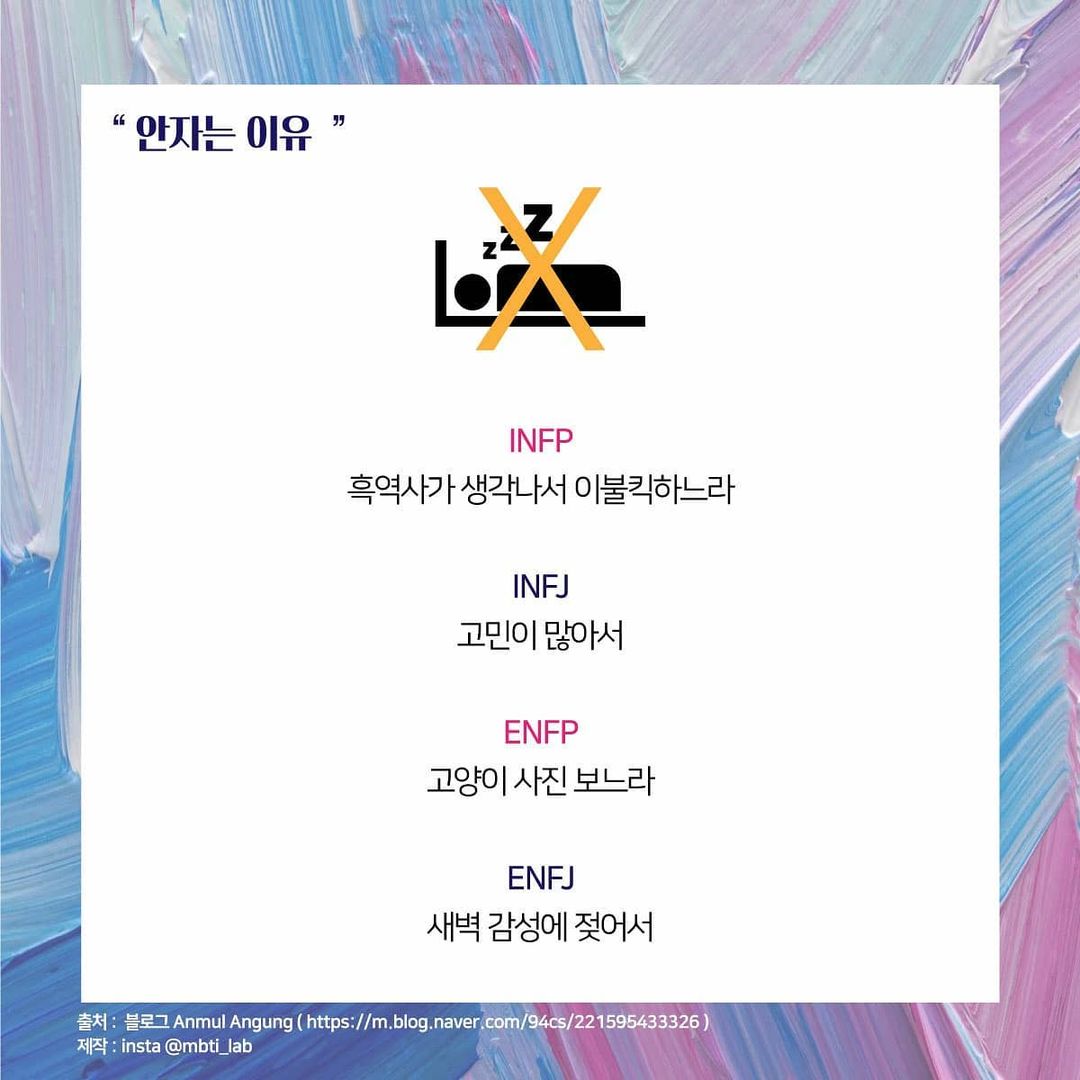 “ 안자는 이유 ”
z z z
INFP
흑역사가 생각나서 이불킥하느라
INFJ
고민이 많아서
ENFP
고양이 사진 보느라
ENFJ
새벽 감성에 젖어서
출처 : 블로그 Anmul Angung ( https://m.blog.naver.com/94cs/221595433326 )
제작 : insta @mbti_lab